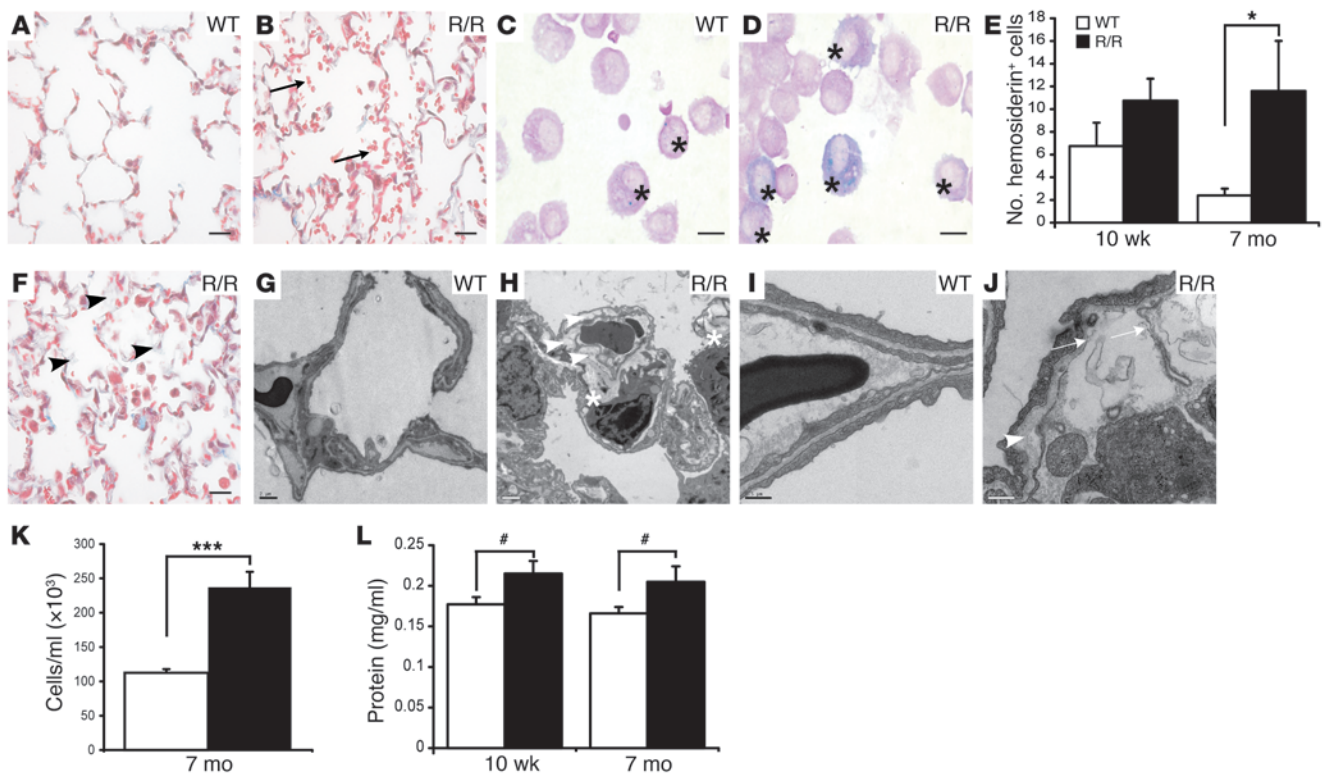 A WT
B R/R
C WT
D R/R
E
No. hemosiderin⁺ cells
18
16
14
12
10
8
6
4
2
0
WT
R/R
*
10 wk 7 mo
* *
* * * * *
F R/R
G WT
H R/R
* *
I WT
J R/R
K
Cells/ml (×10³)
300
250
200
150
100
50
0
***
7 mo
L
Protein (mg/ml)
0.25
0.2
0.15
0.1
0.05
0
# #
10 wk 7 mo